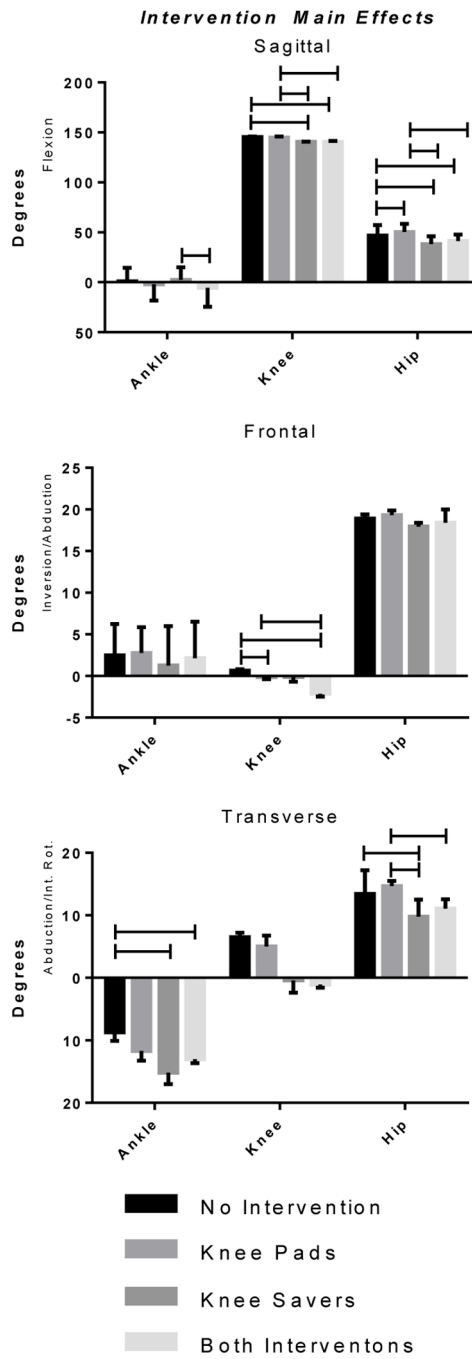 Intervention Main Effects
Sagittal
Degrees
Flexion
200
150
100
50
0
50
Ankle
Knee
Hip
Frontal
Degrees
Inversion/Abduction
25
20
15
10
5
0
-5
Ankle
Knee
Hip
Transverse
Degrees
Abduction/Int. Rot.
20
10
0
10
20
Ankle
Knee
Hip
No Intervention
Knee Pads
Knee Savers
Both Interventons